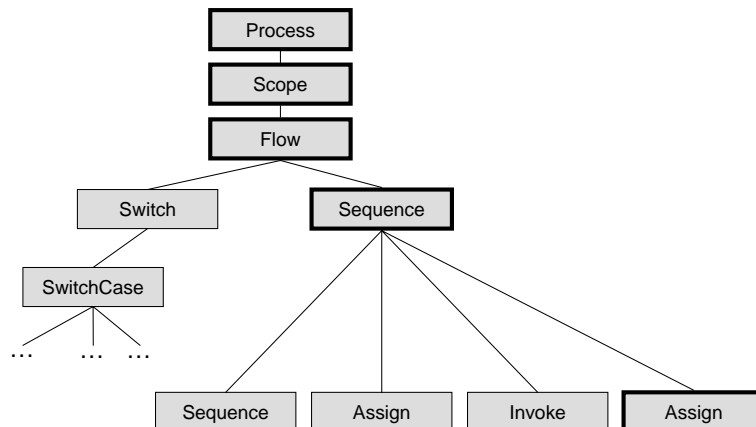 Process
Scope
Flow
Switch Sequence
SwitchCase
... ... ...
Sequence Assign Invoke Assign